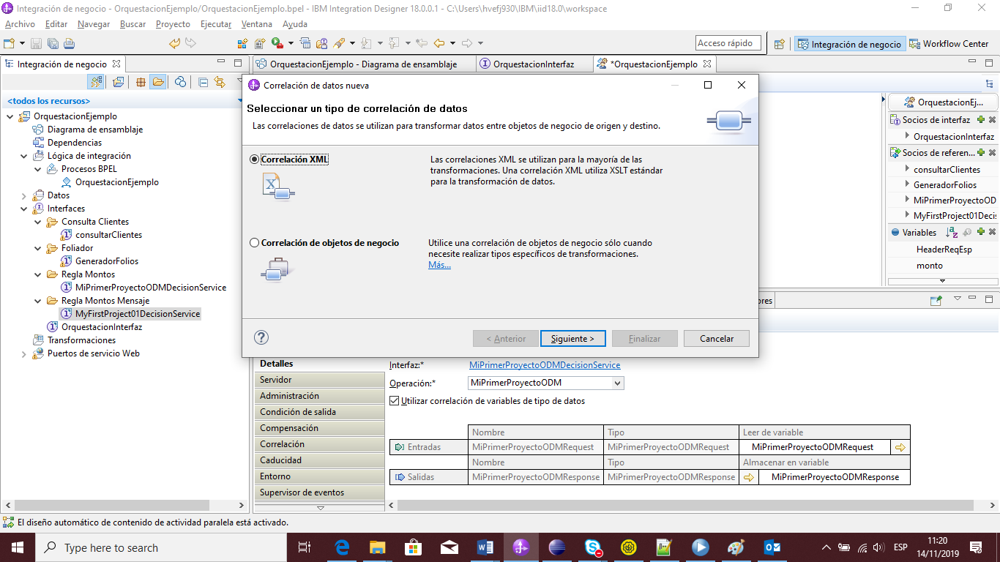 Integración de negocio - OrquestacionEjemplo/OrquestacionEjemplo.bpel - IBM Integration Designer 18.0.0.1 - C:\Users\hvefj930\IBM\iid18.0\workspace
Archivo Editar Navegar Buscar Proyecto Ejecutar Ventana Ayuda
Acceso rápido
Integración de negocio
Workflow Center
Integración de negocio
OrquestacionEjemplo - Diagrama de ensamblaje
OrquestacionInterfaz
*OrquestacionEjemplo
<todos los recursos>
OrquestacionEjemplo
Diagrama de ensamblaje
Dependencias
Lógica de integración
Procesos BPEL
OrquestacionEjemplo
Datos
Interfaces
Consulta Clientes
consultarClientes
Foliador
GeneradorFolios
Regla Montos
MiPrimerProyectoODMDecisionService
Regla Montos Mensaje
MyFirstProject01DecisionService
OrquestacionInterfaz
Transformaciones
Puertos de servicio Web
Correlación de datos nueva
Seleccionar un tipo de correlación de datos
Las correlaciones de datos se utilizan para transformar datos entre objetos de negocio de origen y destino.
Correlación XML
Las correlaciones XML se utilizan para la mayoría de las
transformaciones. Una correlación XML utiliza XSLT estándar
para la transformación de datos.
Correlación de objetos de negocio
Utilice una correlación de objetos de negocio sólo cuando
necesite realizar tipos específicos de transformaciones.
Más...
< Anterior
Siguiente >
Finalizar
Cancelar
OrquestacionEj...
Socios de interfaz
OrquestacionInterfaz
Socios de referen...
consultarClientes
GeneradorFolios
MiPrimerProyectoOD
MyFirstProject01Decis
Variables
HeaderReqEsp
monto
ores
Detalles
Servidor
Administración
Condición de salida
Compensación
Correlación
Caducidad
Entorno
Supervisor de eventos
Interfaz:* MiPrimerProyectoODMDecisionService
Operación:* MiPrimerProyectoODM
Utilizar correlación de variables de tipo de datos
Nombre Tipo Leer de variable
Entradas MiPrimerProyectoODMRequest MiPrimerProyectoODMRequest MiPrimerProyectoODMRequest
Nombre Tipo Almacenar en variable
Salidas MiPrimerProyectoODMResponse MiPrimerProyectoODMResponse MiPrimerProyectoODMResponse
El diseño automático de contenido de actividad paralela está activado.
Type here to search
ESP
11:20
14/11/2019